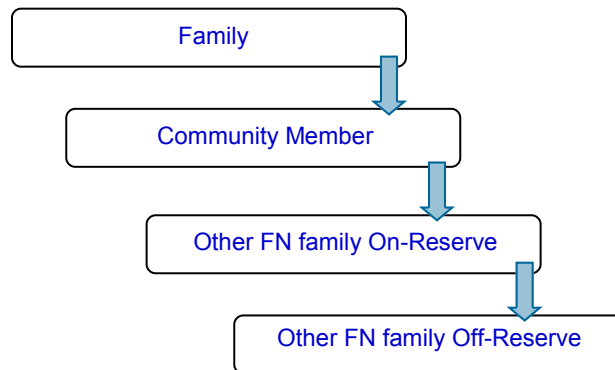 Family
Community Member
Other FN family On-Reserve
Other FN family Off-Reserve